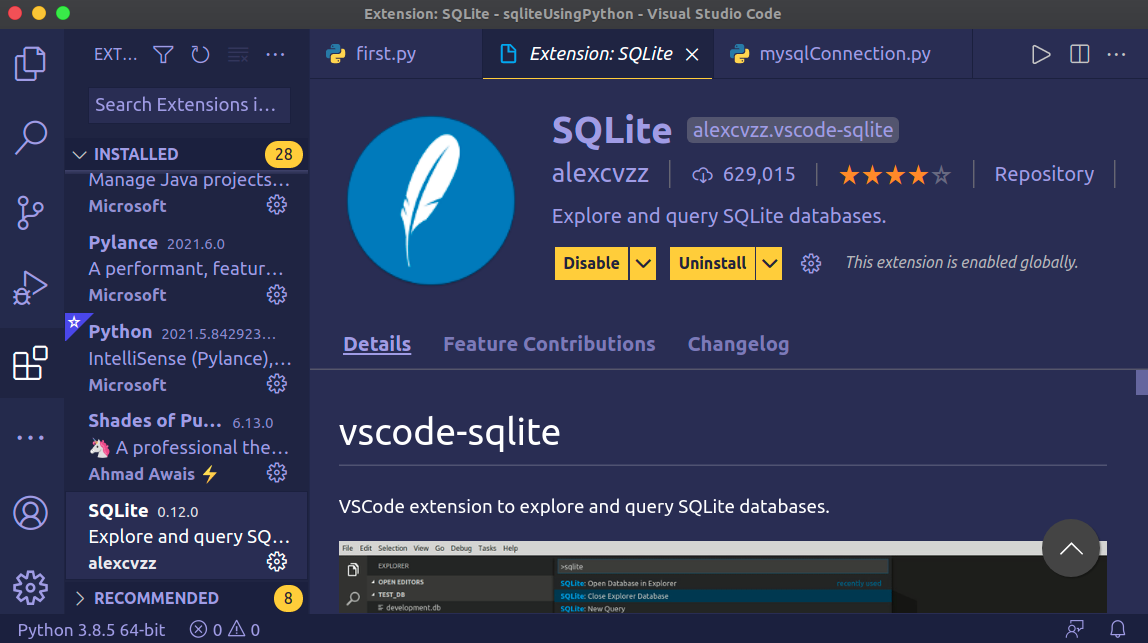 Extension: SQLite - sqliteUsingPython - Visual Studio Code
EXT...
first.py
Extension: SQLite
mysqlConnection.py
Search Extensions i...
INSTALLED 28
Manage Java projects...
Microsoft
Pylance 2021.6.0
A performant, featur...
Microsoft
Python 2021.5.842923...
IntelliSense (Pylance),...
Microsoft
Shades of Pu... 6.13.0
🦄 A professional the...
Ahmad Awais ⚡
SQLite 0.12.0
Explore and query SQ...
alexcvzz
RECOMMENDED 8
SQLite alexcvzz.vscode-sqlite
alexcvzz 629,015 Repository
Explore and query SQLite databases.
Disable Uninstall This extension is enabled globally.
Details Feature Contributions Changelog
vscode-sqlite
VSCode extension to explore and query SQLite databases.
File Edit Selection View Go Debug Tasks Help
EXPLORER
OPEN EDITORS
TEST_DB
development.db
>sqlite
SQLite: Open Database in Explorer recently used
SQLite: Close Explorer Database
SQLite: New Query
Python 3.8.5 64-bit 0 0